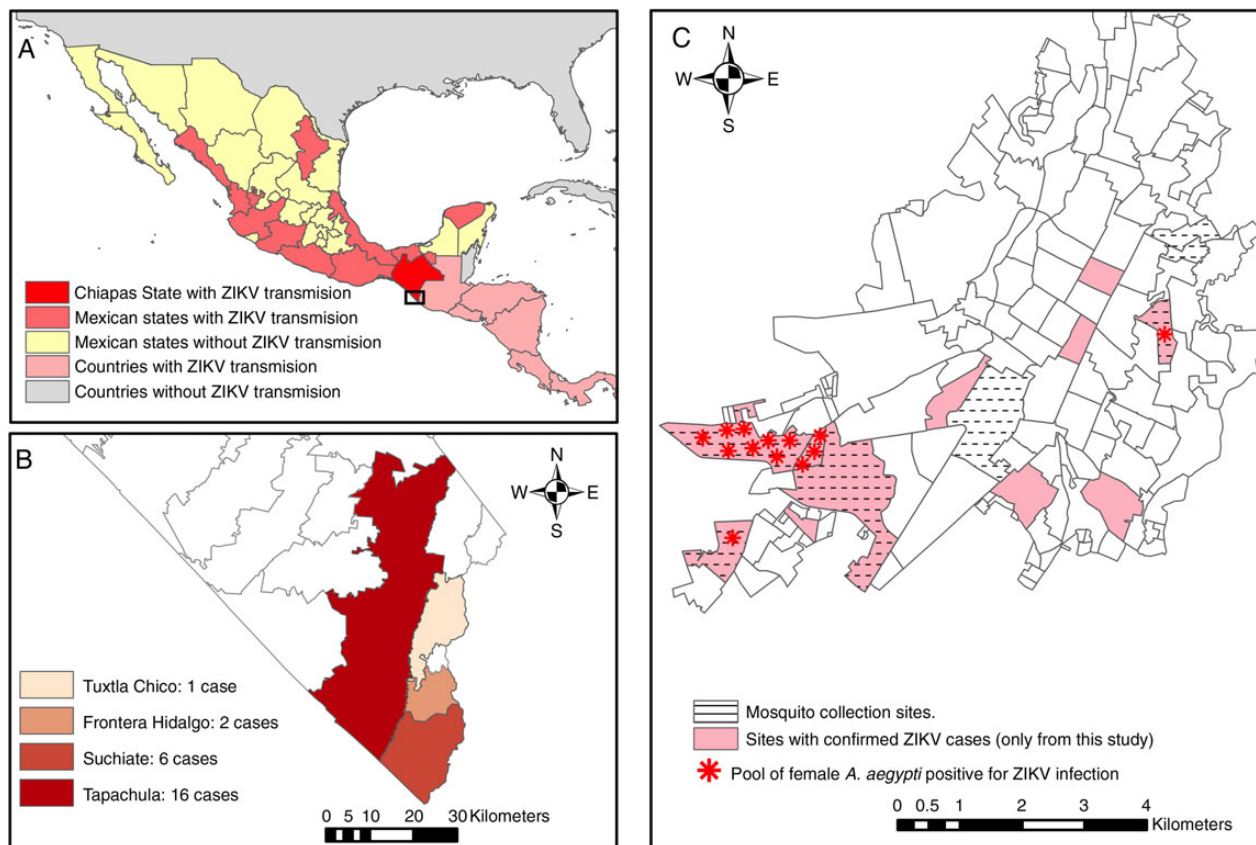 A
Chiapas State with ZIKV transmision
Mexican states with ZIKV transmision
Mexican states without ZIKV transmision
Countries with ZIKV transmision
Countries without ZIKV transmision
B
N
W E
S
Tuxtla Chico: 1 case
Frontera Hidalgo: 2 cases
Suchiate: 6 cases
Tapachula: 16 cases
0 5 10 20 30
Kilometers
C
N
W E
S
Mosquito collection sites.
Sites with confirmed ZIKV cases (only from this study)
Pool of female A. aegypti positive for ZIKV infection
0 0.5 1 2 3 4
Kilometers